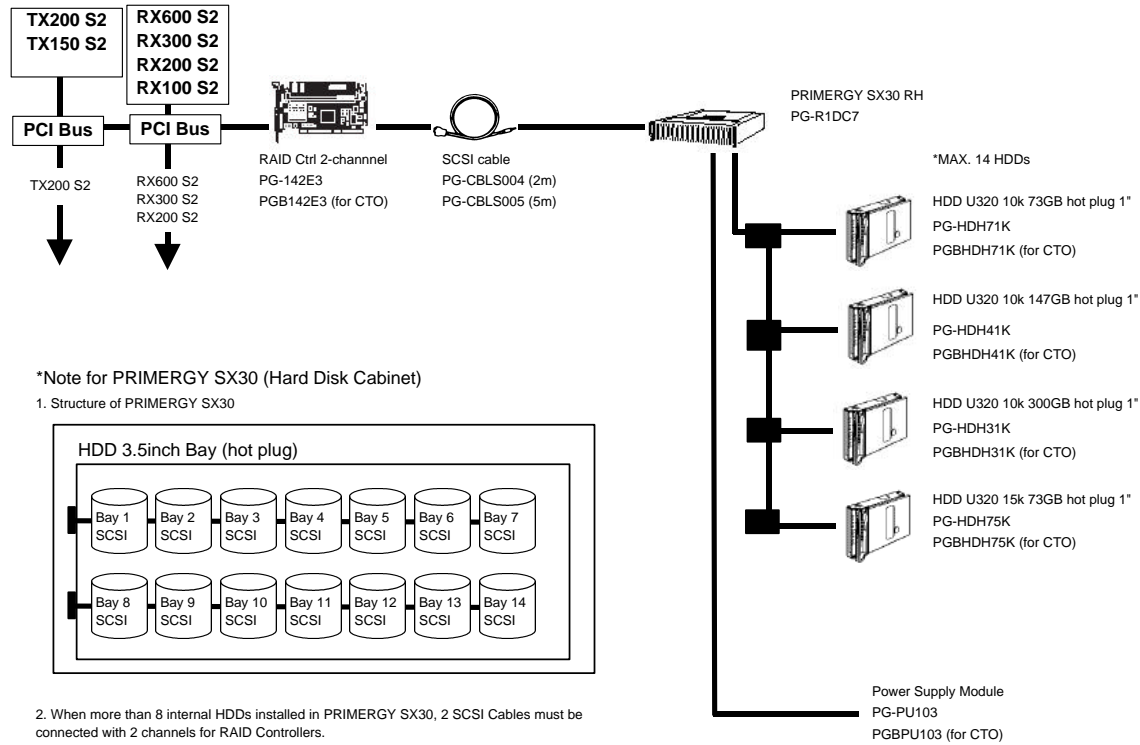 TX200 S2
TX150 S2
RX600 S2
RX300 S2
RX200 S2
RX100 S2
PCI Bus
PCI Bus
TX200 S2
RX600 S2
RX300 S2
RX200 S2
RAID Ctrl 2-channnel
PG-142E3
PGB142E3 (for CTO)
SCSI cable
PG-CBLS004 (2m)
PG-CBLS005 (5m)
PRIMERGY SX30 RH
PG-R1DC7
*MAX. 14 HDDs
HDD U320 10k 73GB hot plug 1"
PG-HDH71K
PGBHDH71K (for CTO)
HDD U320 10k 147GB hot plug 1"
PG-HDH41K
PGBHDH41K (for CTO)
HDD U320 10k 300GB hot plug 1"
PG-HDH31K
PGBHDH31K (for CTO)
HDD U320 15k 73GB hot plug 1"
PG-HDH75K
PGBHDH75K (for CTO)
*Note for PRIMERGY SX30 (Hard Disk Cabinet)
1. Structure of PRIMERGY SX30
HDD 3.5inch Bay (hot plug)
Bay 1 SCSI
Bay 2 SCSI
Bay 3 SCSI
Bay 4 SCSI
Bay 5 SCSI
Bay 6 SCSI
Bay 7 SCSI
Bay 8 SCSI
Bay 9 SCSI
Bay 10 SCSI
Bay 11 SCSI
Bay 12 SCSI
Bay 13 SCSI
Bay 14 SCSI
2. When more than 8 internal HDDs installed in PRIMERGY SX30, 2 SCSI Cables must be
connected with 2 channels for RAID Controllers.
Power Supply Module
PG-PU103
PGBPU103 (for CTO)